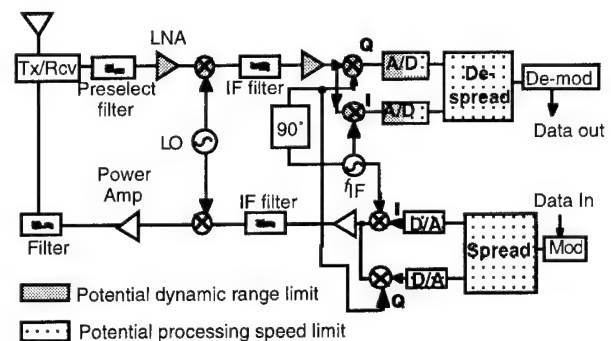 LNA
Q
Tx/Rcv
A/D
De-
spread
De-mod
Preselect
filter
IF filter
I
A/D
90°
Data out
LO
Power
Amp
fIF
IF filter
Data In
I
D/A
Spread
Mod
Filter
D/A
Q
Potential dynamic range limit
Potential processing speed limit